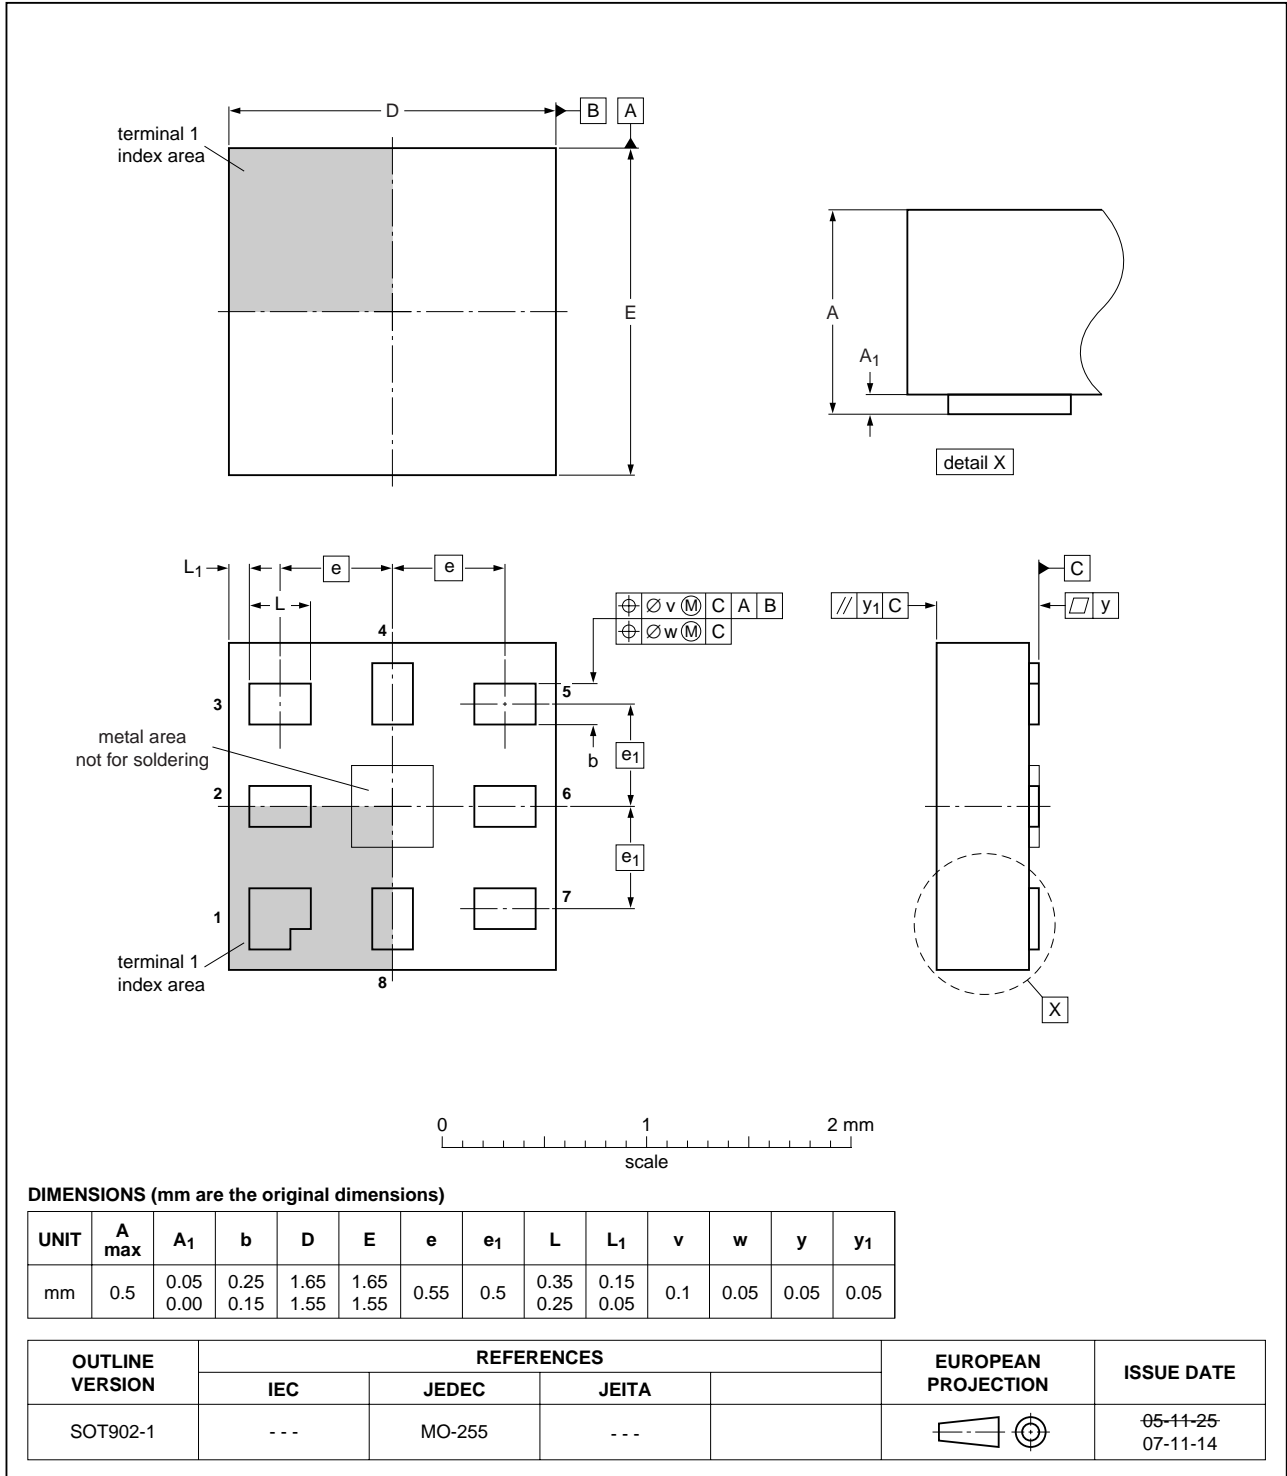 D
B
A
terminal 1
index area
E
A
A1
detail X
L1
e
e
L
⌖ ∅ v Ⓜ C A B
⌖ ∅ w Ⓜ C
// y1 C
C
⏥ y
4
3
5
metal area
not for soldering
b
e1
2
6
e1
1
7
terminal 1
index area
8
X
0 1 2 mm
scale
DIMENSIONS (mm are the original dimensions)
UNIT A max A1 b D E e e1 L L1 v w y y1
mm 0.5 0.05 0.00 0.25 0.15 1.65 1.55 1.65 1.55 0.55 0.5 0.35 0.25 0.15 0.05 0.1 0.05 0.05 0.05
OUTLINE VERSION REFERENCES EUROPEAN PROJECTION ISSUE DATE
IEC JEDEC JEITA
SOT902-1 - - - MO-255 - - - 05-11-25
07-11-14